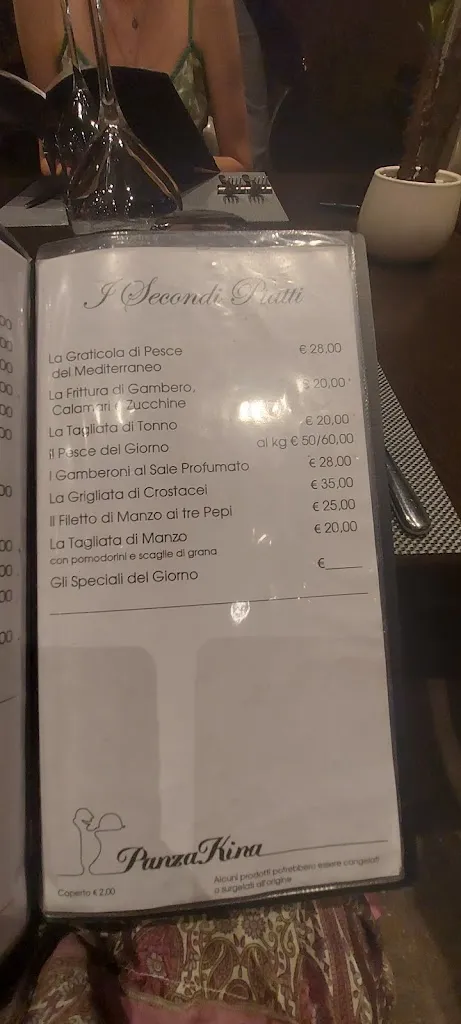 I Secondi Piatti
La Graticola di Pesce € 28,00
del Mediterraneo
La Frittura di Gambero, 20,00
Calamari e Zucchine
La Tagliata di Tonno € 20,00
Il Pesce del Giorno al kg € 50/60,00
I Gamberoni al Sale Profumato € 28,00
La Grigliata di Crostacei € 35,00
Il Filetto di Manzo ai tre Pepi € 25,00
La Tagliata di Manzo € 20,00
con pomodorini e scaglie di grana
Gli Speciali del Giorno €____
PanzaKina
Coperto € 2,00
Alcuni prodotti potrebbero essere congelati
o surgelati all'origine